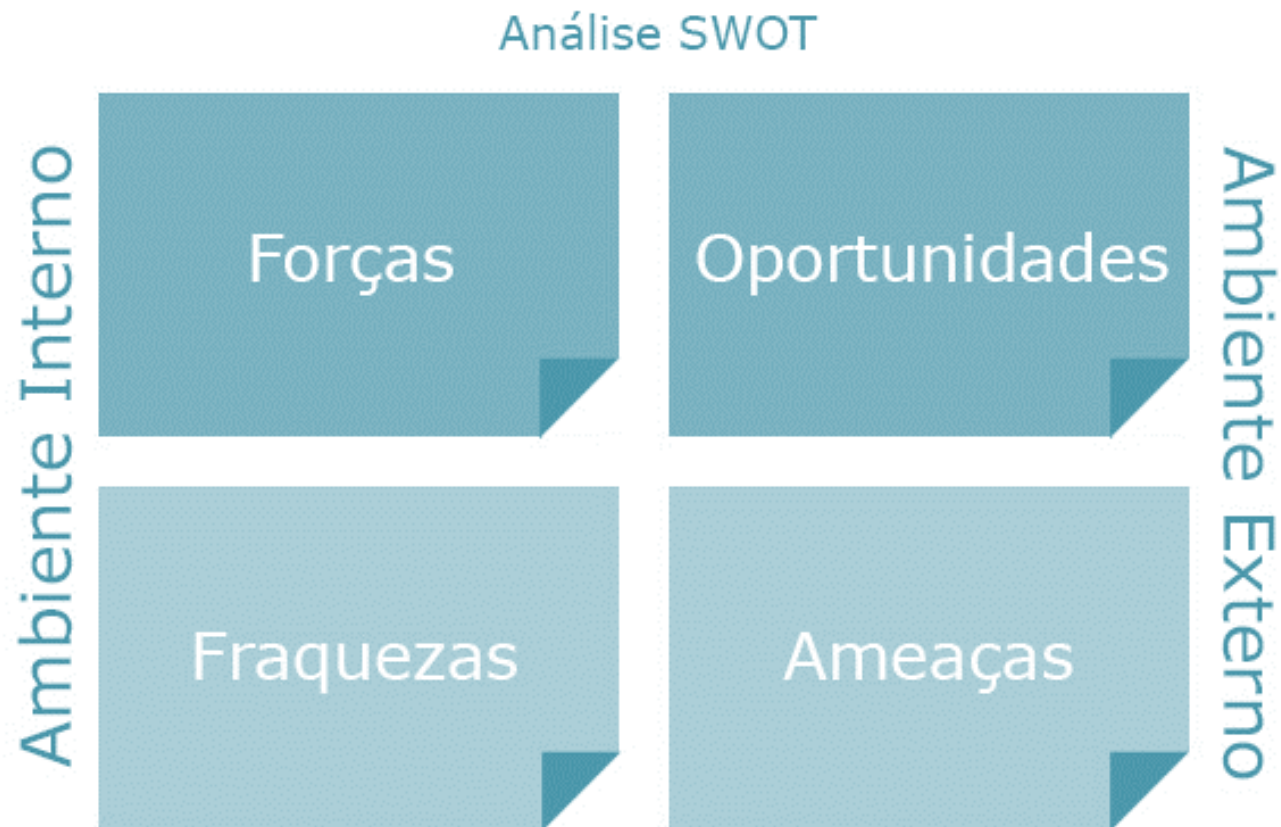 Análise SWOT
Ambiente Interno
Forças
Oportunidades
Fraquezas
Ameaças
Ambiente Externo